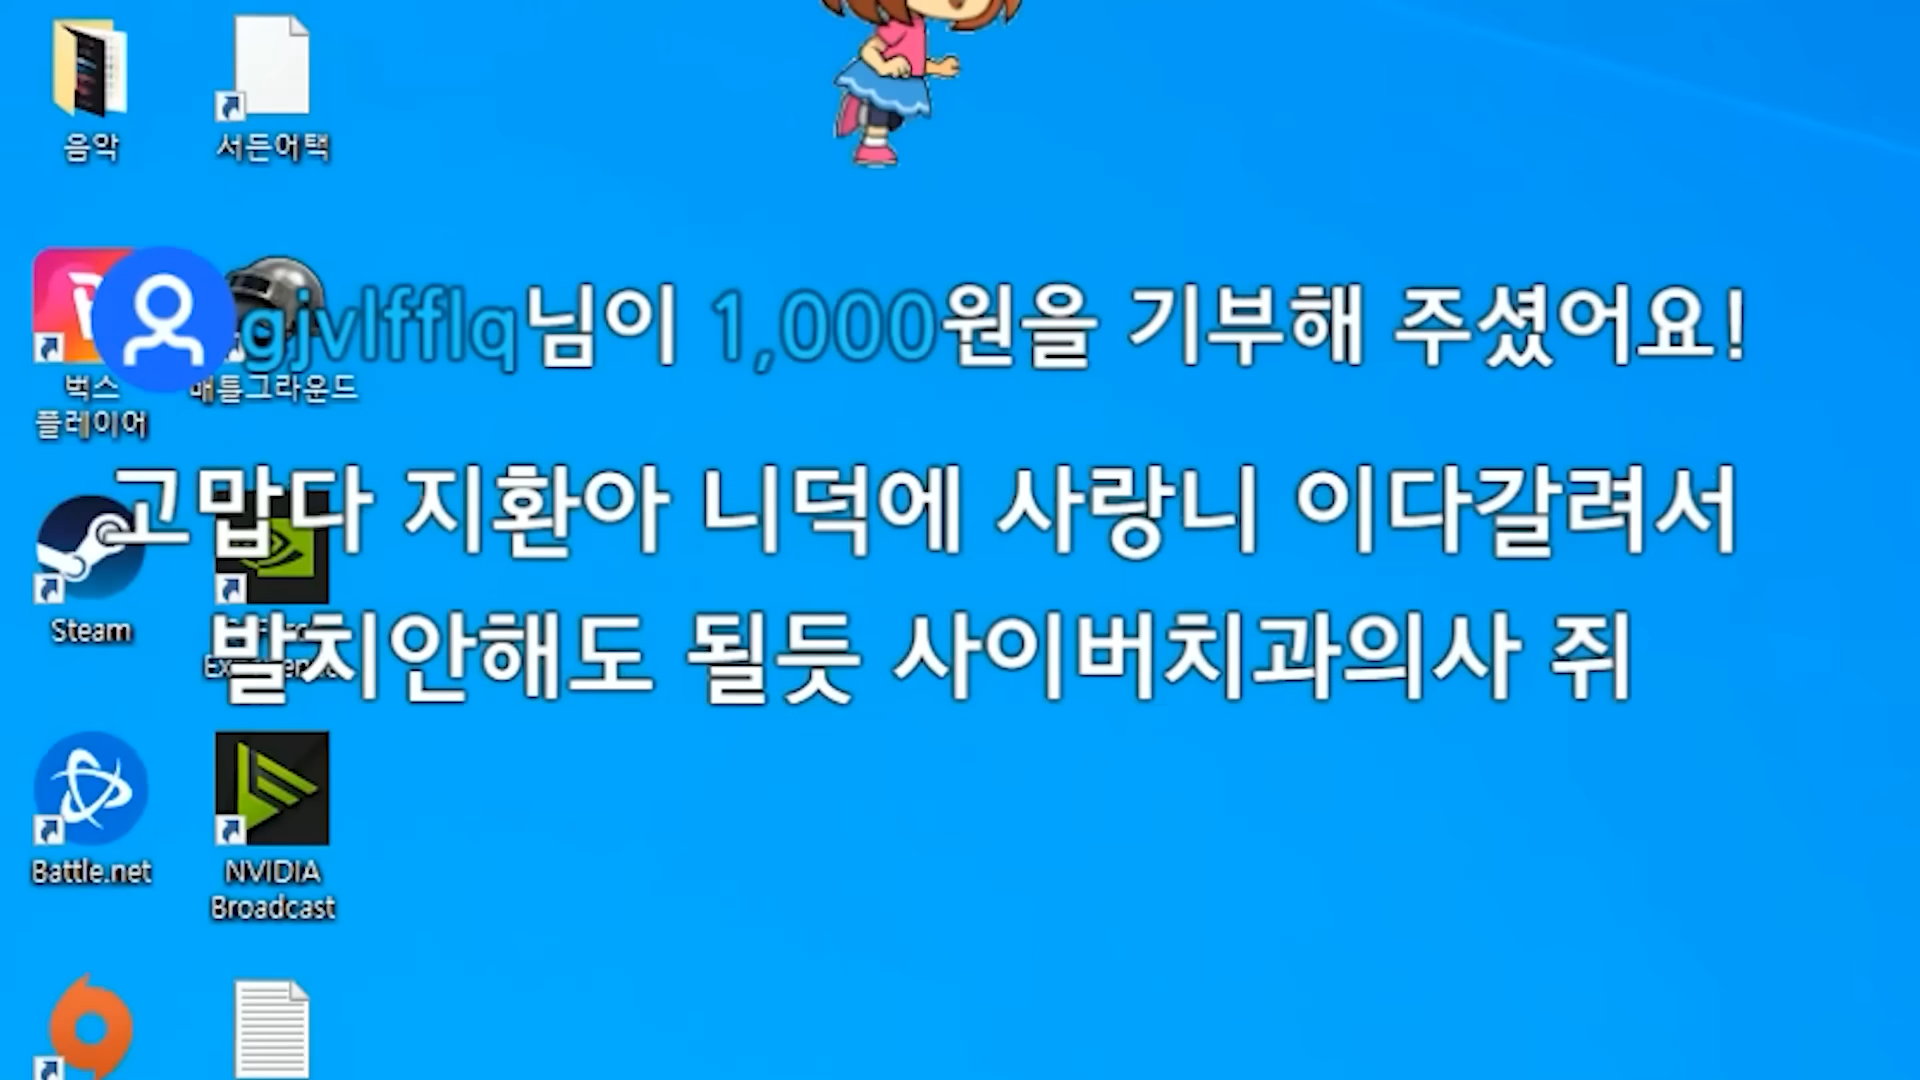 음악
서든어택
gjvlfflq님이 1,000원을 기부해 주셨어요!
벅스
플레이어
배틀그라운드
고맙다 지환아 니덕에 사랑니 이다갈려서
발치안해도 될듯 사이버치과의사 쥐
Steam
Battle.net
NVIDIA
Broadcast